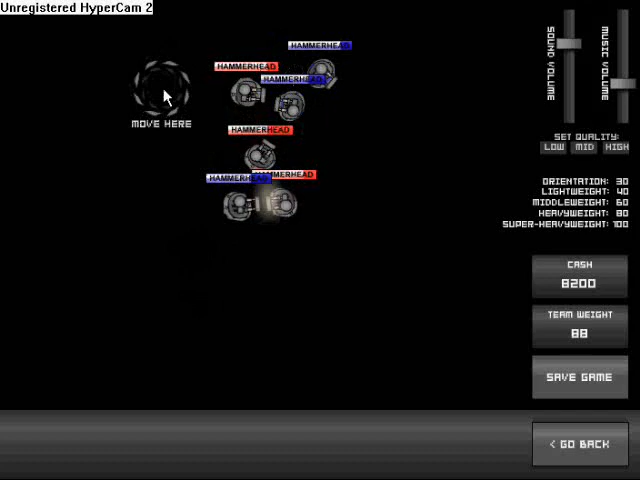 Unregistered HyperCam 2
HAMMERHEAD
HAMMERHEAD
HAMMERHEAD
MOVE HERE
HAMMERHEAD
HAMMERHEAD
HAMMERHEAD
SOUND VOLUME
MUSIC VOLUME
SET QUALITY:
LOW MID HIGH
ORIENTATION: 30
LIGHTWEIGHT: 40
MIDDLEWEIGHT: 60
HEAVYWEIGHT: 80
SUPER-HEAVYWEIGHT: 100
CASH
8200
TEAM WEIGHT
88
SAVE GAME
< GO BACK